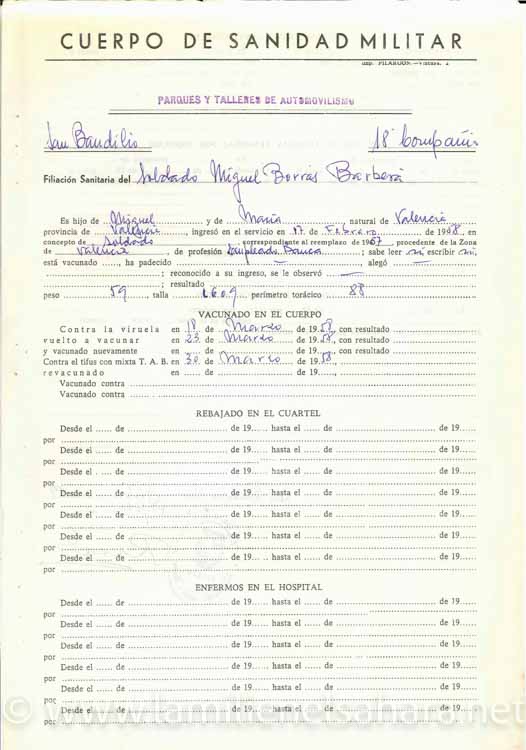 CUERPO DE SANIDAD MILITAR
Imp. PILARGON.—Vistara, 2
PARQUES Y TALLERES DE AUTOMOVILISMO
San Baudilio 18ª Compañia
Filiación Sanitaria del Soldado Miguel Borrás Barberá
Es hijo de Miguel y de María natural de Valencia
provincia de Valencia, ingresó en el servicio en 17 de Febrero de 1958, en
concepto de Soldado, correspondiente al reemplazo de 1957, procedente de la Zona
de Valencia, de profesión Empleado Banca; sabe leer si escribir si,
está vacunado ......, ha padecido — , alegó —
; reconocido a su ingreso, se le observó —
; resultado
peso 59, talla 1.609, perímetro torácico 88
VACUNADO EN EL CUERPO
Contra la viruela en 18 de Marzo de 1958, con resultado
vuelto a vacunar en 23 de Marzo de 1958, con resultado
y vacunado nuevamente en ...... de ...... de 19......, con resultado
Contra el tifus con mixta T. A. B. en 30 de Marzo de 1958,
revacunado en ...... de ...... de 19......,
Vacunado contra
Vacunado contra
REBAJADO EN EL CUARTEL
Desde el ...... de ...... de 19...... hasta el ...... de ...... de 19......
por
Desde el ...... de ...... de 19...... hasta el ...... de ...... de 19......
por
Desde el ...... de ...... de 19...... hasta el ...... de ...... de 19......
por
Desde el ...... de ...... de 19...... hasta el ...... de ...... de 19......
por
Desde el ...... de ...... de 19...... hasta el ...... de ...... de 19......
por
Desde el ...... de ...... de 19...... hasta el ...... de ...... de 19......
por
Desde el ...... de ...... de 19...... hasta el ...... de ...... de 19......
por
ENFERMOS EN EL HOSPITAL
Desde el ...... de ...... de 19...... hasta el ...... de ...... de 19......
por
Desde el ...... de ...... de 19...... hasta el ...... de ...... de 19......
por
Desde el ...... de ...... de 19...... hasta el ...... de ...... de 19......
por
Desde el ...... de ...... de 19...... hasta el ...... de ...... de 19......
por
Desde el ...... de ...... de 19...... hasta el ...... de ...... de 19......
por
Desde el ...... de ...... de 19...... hasta el ...... de ...... de 19......
por
© www.lamilienelsahara.net